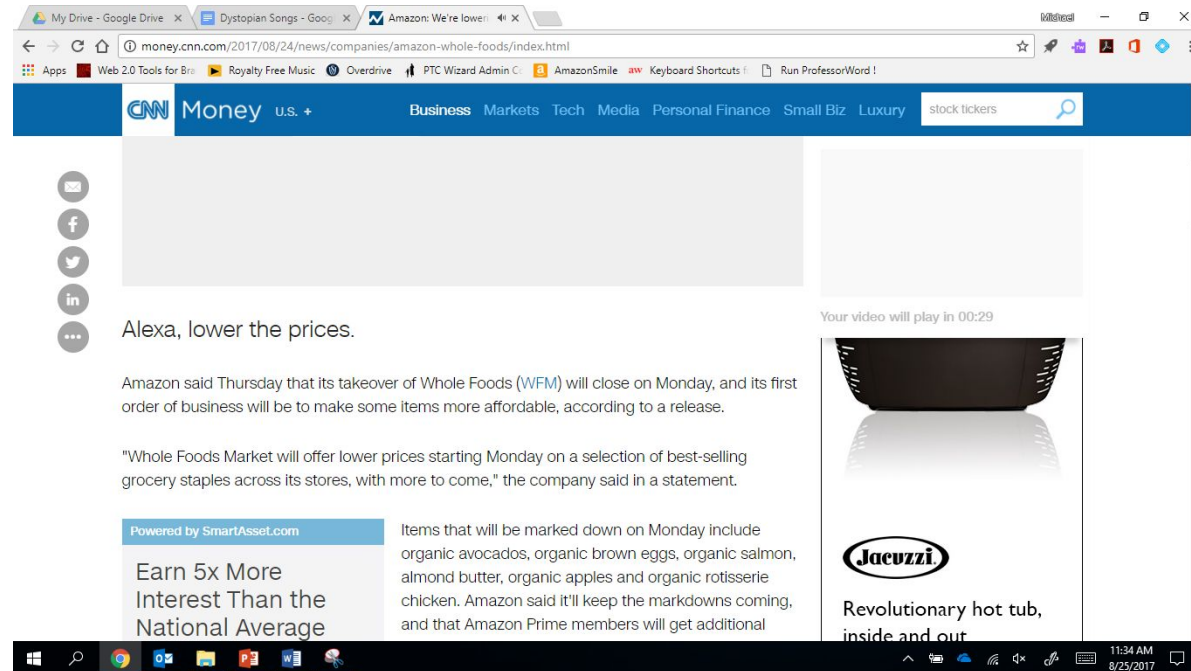 My Drive - Google Drive
Dystopian Songs - Goog
Amazon: We're loweri
Michael
money.cnn.com/2017/08/24/news/companies/amazon-whole-foods/index.html
Apps
Web 2.0 Tools for Bra
Royalty Free Music
Overdrive
PTC Wizard Admin C
AmazonSmile
aw Keyboard Shortcuts f
Run ProfessorWord !
CNN Money U.S. +
Business Markets Tech Media Personal Finance Small Biz Luxury
stock tickers
Your video will play in 00:29
Alexa, lower the prices.
Amazon said Thursday that its takeover of Whole Foods (WFM) will close on Monday, and its first
order of business will be to make some items more affordable, according to a release.
"Whole Foods Market will offer lower prices starting Monday on a selection of best-selling
grocery staples across its stores, with more to come," the company said in a statement.
Powered by SmartAsset.com
Earn 5x More
Interest Than the
National Average
Items that will be marked down on Monday include
organic avocados, organic brown eggs, organic salmon,
almond butter, organic apples and organic rotisserie
chicken. Amazon said it'll keep the markdowns coming,
and that Amazon Prime members will get additional
Jacuzzi
Revolutionary hot tub,
inside and out
11:34 AM
8/25/2017